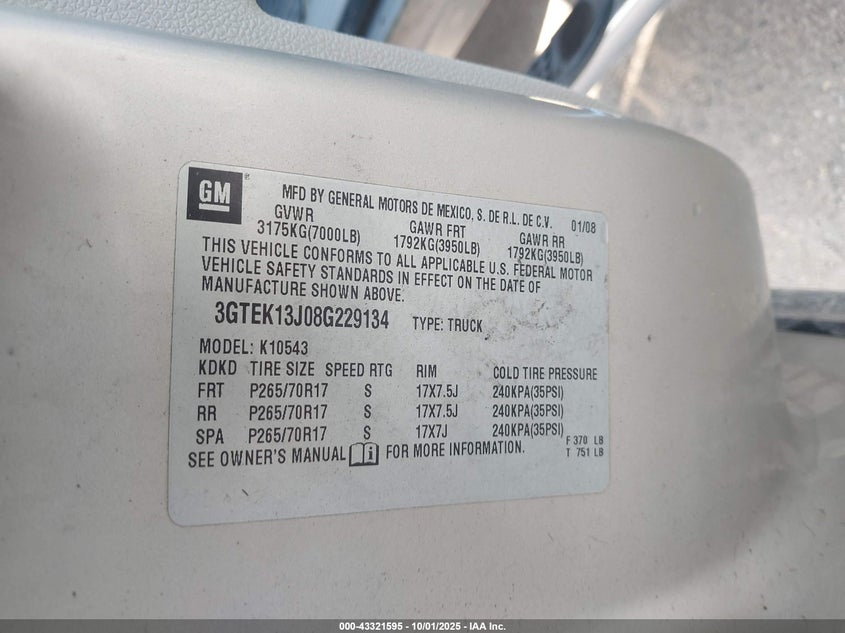 GM
MFD BY GENERAL MOTORS DE MEXICO, S. DE R.L. DE C.V. 01/08
GVWR GAWR FRT GAWR RR
3175KG(7000LB) 1792KG(3950LB) 1792KG(3950LB)
THIS VEHICLE CONFORMS TO ALL APPLICABLE U.S. FEDERAL MOTOR
VEHICLE SAFETY STANDARDS IN EFFECT ON THE DATE OF
MANUFACTURE SHOWN ABOVE.
3GTEK13J08G229134 TYPE: TRUCK
MODEL: K10543
KDKD TIRE SIZE SPEED RTG RIM COLD TIRE PRESSURE
FRT P265/70R17 S 17X7.5J 240KPA(35PSI)
RR P265/70R17 S 17X7.5J 240KPA(35PSI)
SPA P265/70R17 S 17X7J 240KPA(35PSI)
F 370 LB
SEE OWNER'S MANUAL FOR MORE INFORMATION. T 751 LB
000-43321595 - 10/01/2025 - IAA Inc.